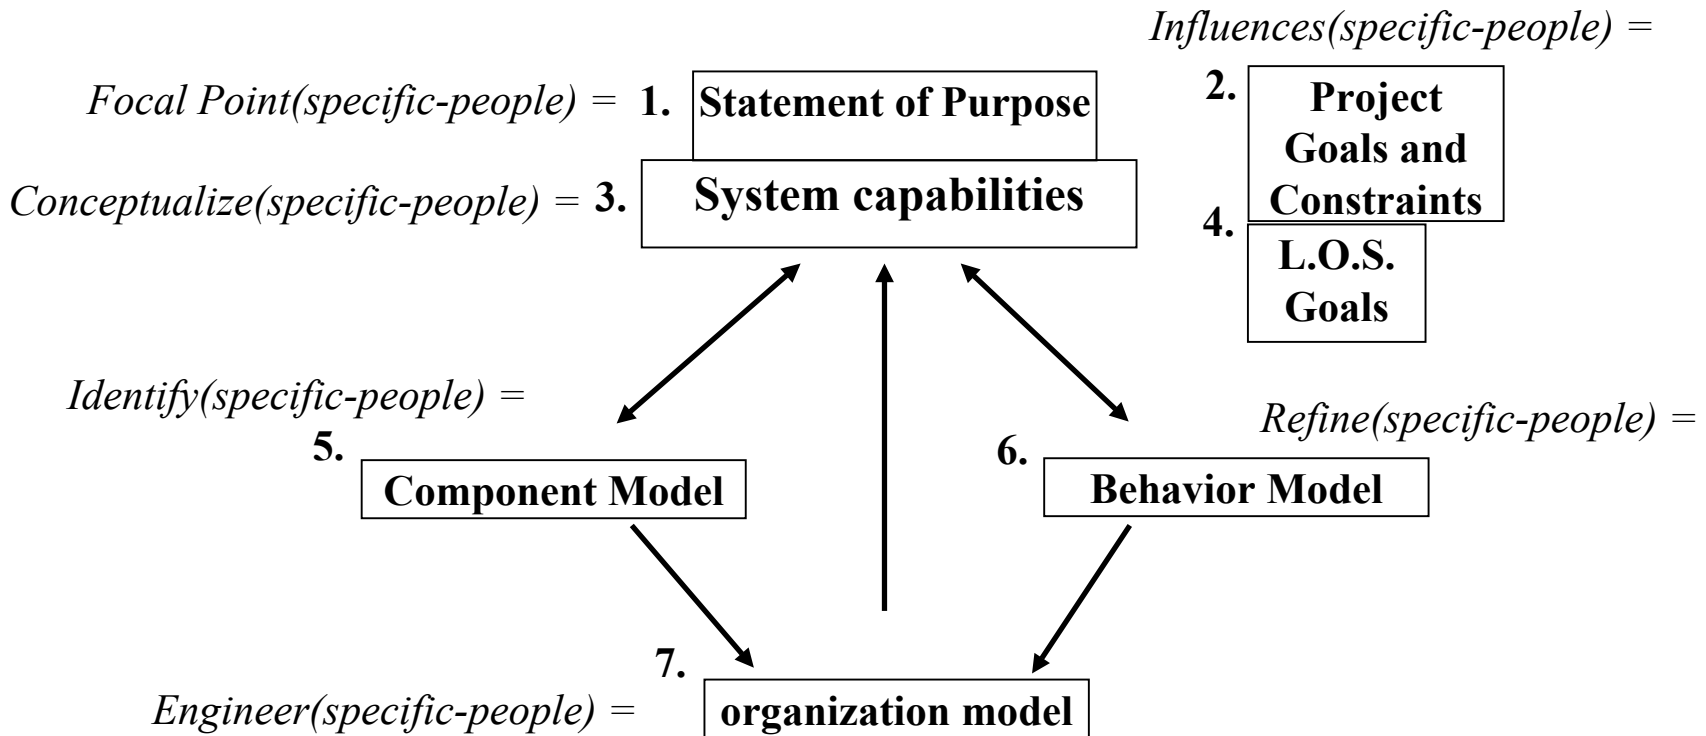 Influences(specific-people) =
Focal Point(specific-people) = 1. Statement of Purpose
2. Project
Goals and
Constraints
Conceptualize(specific-people) = 3. System capabilities
4. L.O.S.
Goals
Identify(specific-people) =
5. Component Model
Refine(specific-people) =
6. Behavior Model
7.
Engineer(specific-people) = organization model